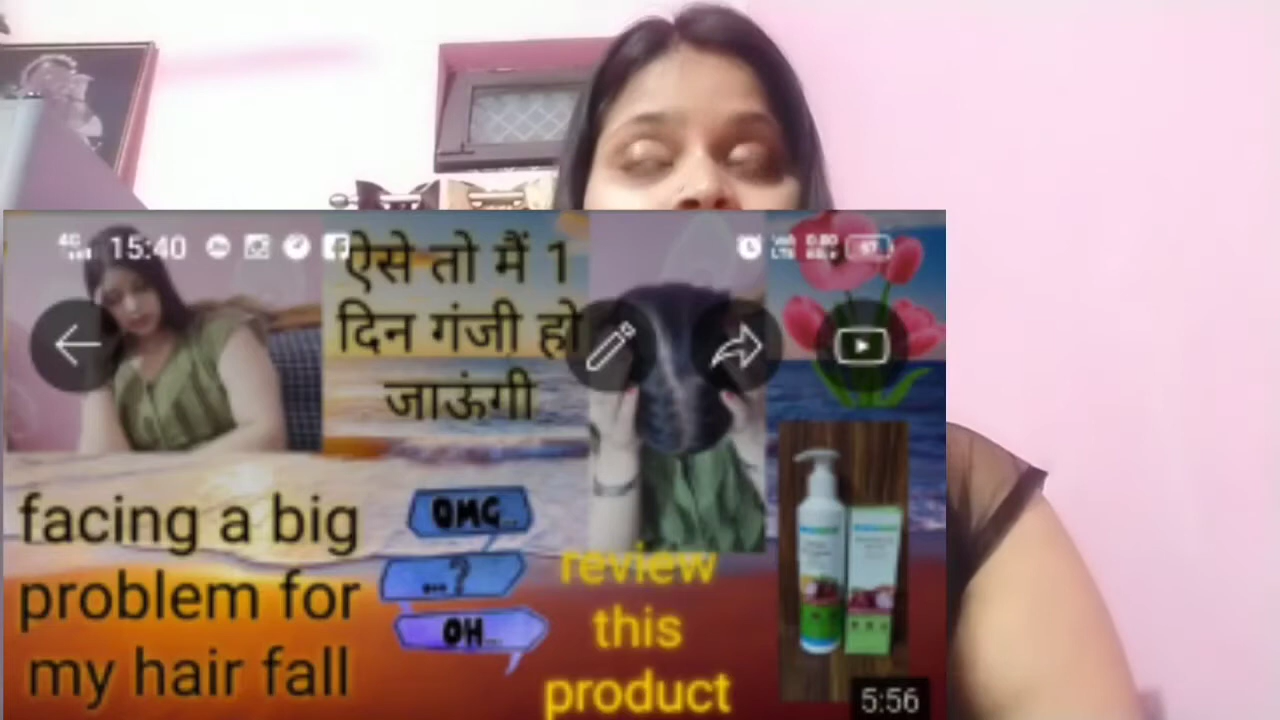 15:40
ऐसे तो मैं 1
दिन गंजी हो
जाऊंगी
facing a big
problem for
my hair fall
OMG..
...?
OH...
review
this
product
5:56